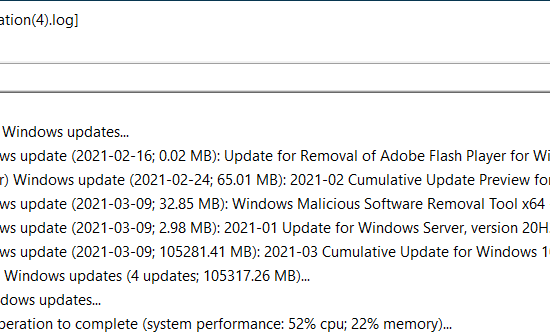 ation(4).log]
Windows updates...
ws update (2021-02-16; 0.02 MB): Update for Removal of Adobe Flash Player for Wi
r) Windows update (2021-02-24; 65.01 MB): 2021-02 Cumulative Update Preview for
ws update (2021-03-09; 32.85 MB): Windows Malicious Software Removal Tool x64
ws update (2021-03-09; 2.98 MB): 2021-01 Update for Windows Server, version 20H
ws update (2021-03-09; 105281.41 MB): 2021-03 Cumulative Update for Windows 1
Windows updates (4 updates; 105317.26 MB)...
dows updates...
peration to complete (system performance: 52% cpu; 22% memory)...